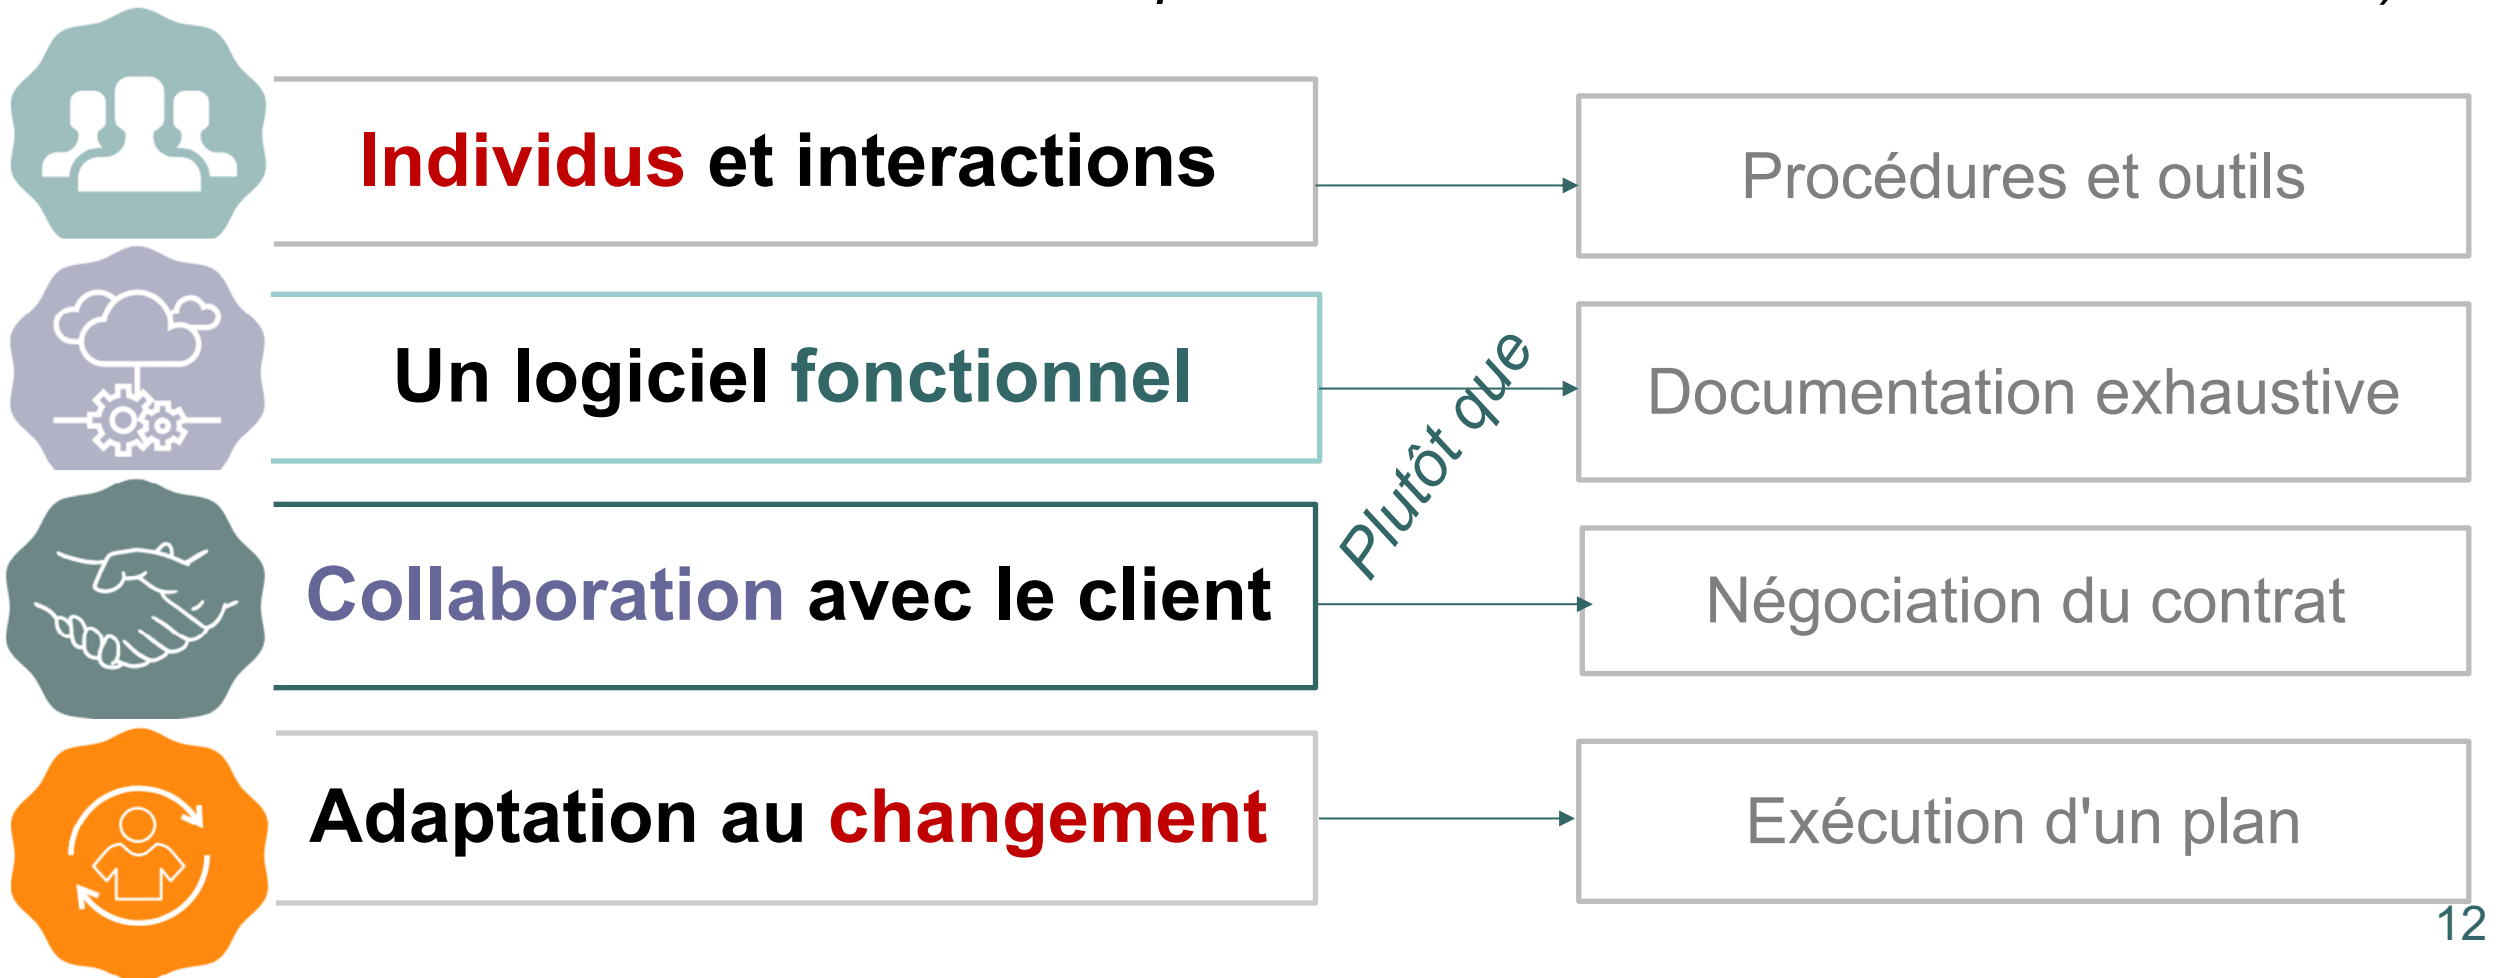 Individus et interactions
Procédures et outils
Un logiciel fonctionnel
Documentation exhaustive
Plutôt que
Collaboration avec le client
Négociation du contrat
Adaptation au changement
Exécution d'un plan
12